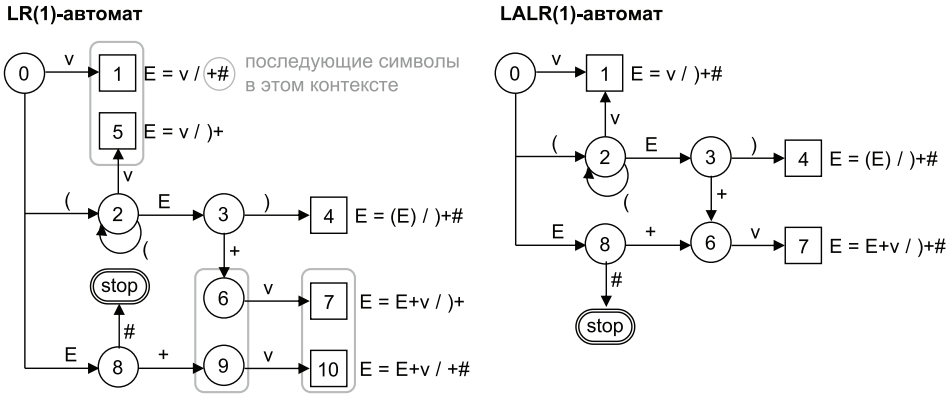 LR(1)-автомат
0
v
1
E = v / +#
последующие символы
в этом контексте
5
E = v / )+
v
(
2
E
3
)
4
E = (E) / )+#
(
+
stop
6
v
7
E = E+v / )+
#
E
8
+
9
v
10
E = E+v / +#
LALR(1)-автомат
0
v
1
E = v / )+#
v
(
2
E
3
)
4
E = (E) / )+#
(
+
E
8
+
6
v
7
E = E+v / )+#
#
stop